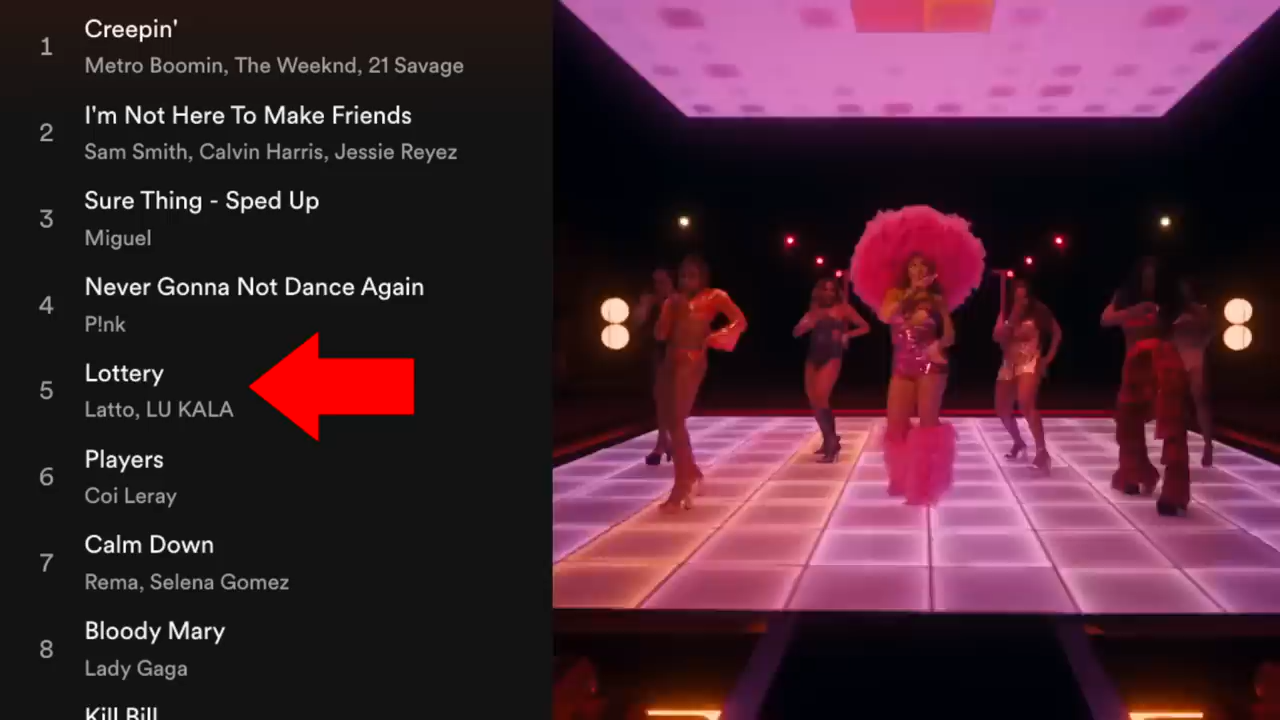 1
Creepin'
Metro Boomin, The Weeknd, 21 Savage
2
I'm Not Here To Make Friends
Sam Smith, Calvin Harris, Jessie Reyez
3
Sure Thing - Sped Up
Miguel
4
Never Gonna Not Dance Again
P!nk
5
Lottery
Latto, LU KALA
6
Players
Coi Leray
7
Calm Down
Rema, Selena Gomez
8
Bloody Mary
Lady Gaga
Kill Bill